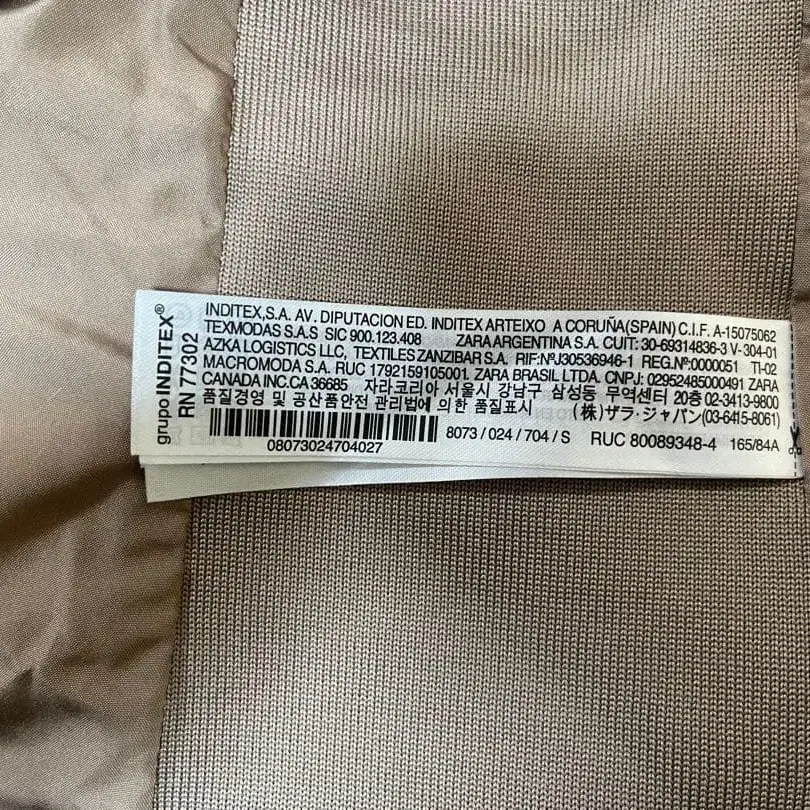 grupo INDITEX®
RN 77302
INDITEX,S.A. AV. DIPUTACION ED. INDITEX ARTEIXO A CORUÑA(SPAIN) C.I.F. A-15075062
TEXMODAS S.A.S SIC 900.123.408 ZARA ARGENTINA S.A. CUIT: 30-69314836-3 V-304-01
AZKA LOGISTICS LLC, TEXTILES ZANZIBAR S.A. RIF:NºJ30536946-1 REG.Nº:0000051 TI-02
MACROMODA S.A. RUC 1792159105001. ZARA BRASIL LTDA. CNPJ: 02952485000491 ZARA
CANADA INC.CA 36685 자라코리아 서울시 강남구 삼성동 무역센터 20층 02-3413-9800
품질경영 및 공산품안전 관리법에 의한 품질표시 (株)ザラ・ジャパン(03-6415-8061)
08073024704027 8073 / 024 / 704 / S RUC 80089348-4 165/84A